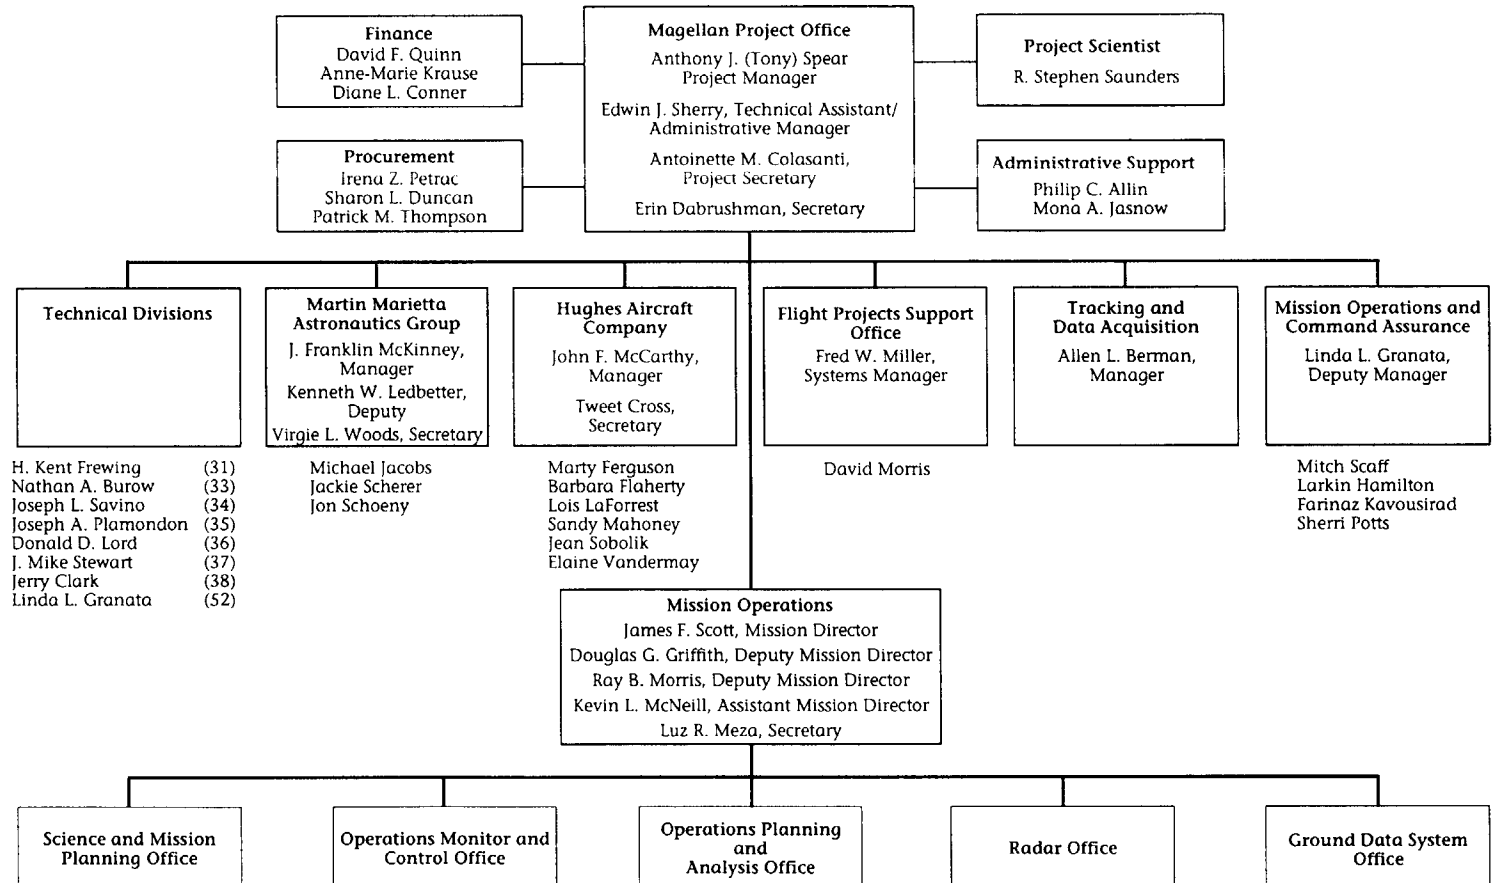 Finance
David F. Quinn
Anne-Marie Krause
Diane L. Conner
Magellan Project Office
Anthony J. (Tony) Spear
Project Manager
Edwin J. Sherry, Technical Assistant/
Administrative Manager
Antoinette M. Colasanti,
Project Secretary
Erin Dabrushman, Secretary
Project Scientist
R. Stephen Saunders
Procurement
Irena Z. Petrac
Sharon L. Duncan
Patrick M. Thompson
Administrative Support
Philip C. Allin
Mona A. Jasnow
Technical Divisions
H. Kent Frewing (31)
Nathan A. Burow (33)
Joseph L. Savino (34)
Joseph A. Plamondon (35)
Donald D. Lord (36)
J. Mike Stewart (37)
Jerry Clark (38)
Linda L. Granata (52)
Martin Marietta
Astronautics Group
J. Franklin McKinney,
Manager
Kenneth W. Ledbetter,
Deputy
Virgie L. Woods, Secretary
Michael Jacobs
Jackie Scherer
Jon Schoeny
Hughes Aircraft
Company
John F. McCarthy,
Manager
Tweet Cross,
Secretary
Marty Ferguson
Barbara Flaherty
Lois LaForrest
Sandy Mahoney
Jean Sobolik
Elaine Vandermay
Flight Projects Support
Office
Fred W. Miller,
Systems Manager
David Morris
Tracking and
Data Acquisition
Allen L. Berman,
Manager
Mission Operations and
Command Assurance
Linda L. Granata,
Deputy Manager
Mitch Scaff
Larkin Hamilton
Farinaz Kavousirad
Sherri Potts
Mission Operations
James F. Scott, Mission Director
Douglas G. Griffith, Deputy Mission Director
Ray B. Morris, Deputy Mission Director
Kevin L. McNeill, Assistant Mission Director
Luz R. Meza, Secretary
Science and Mission
Planning Office
Operations Monitor and
Control Office
Operations Planning
and
Analysis Office
Radar Office
Ground Data System
Office